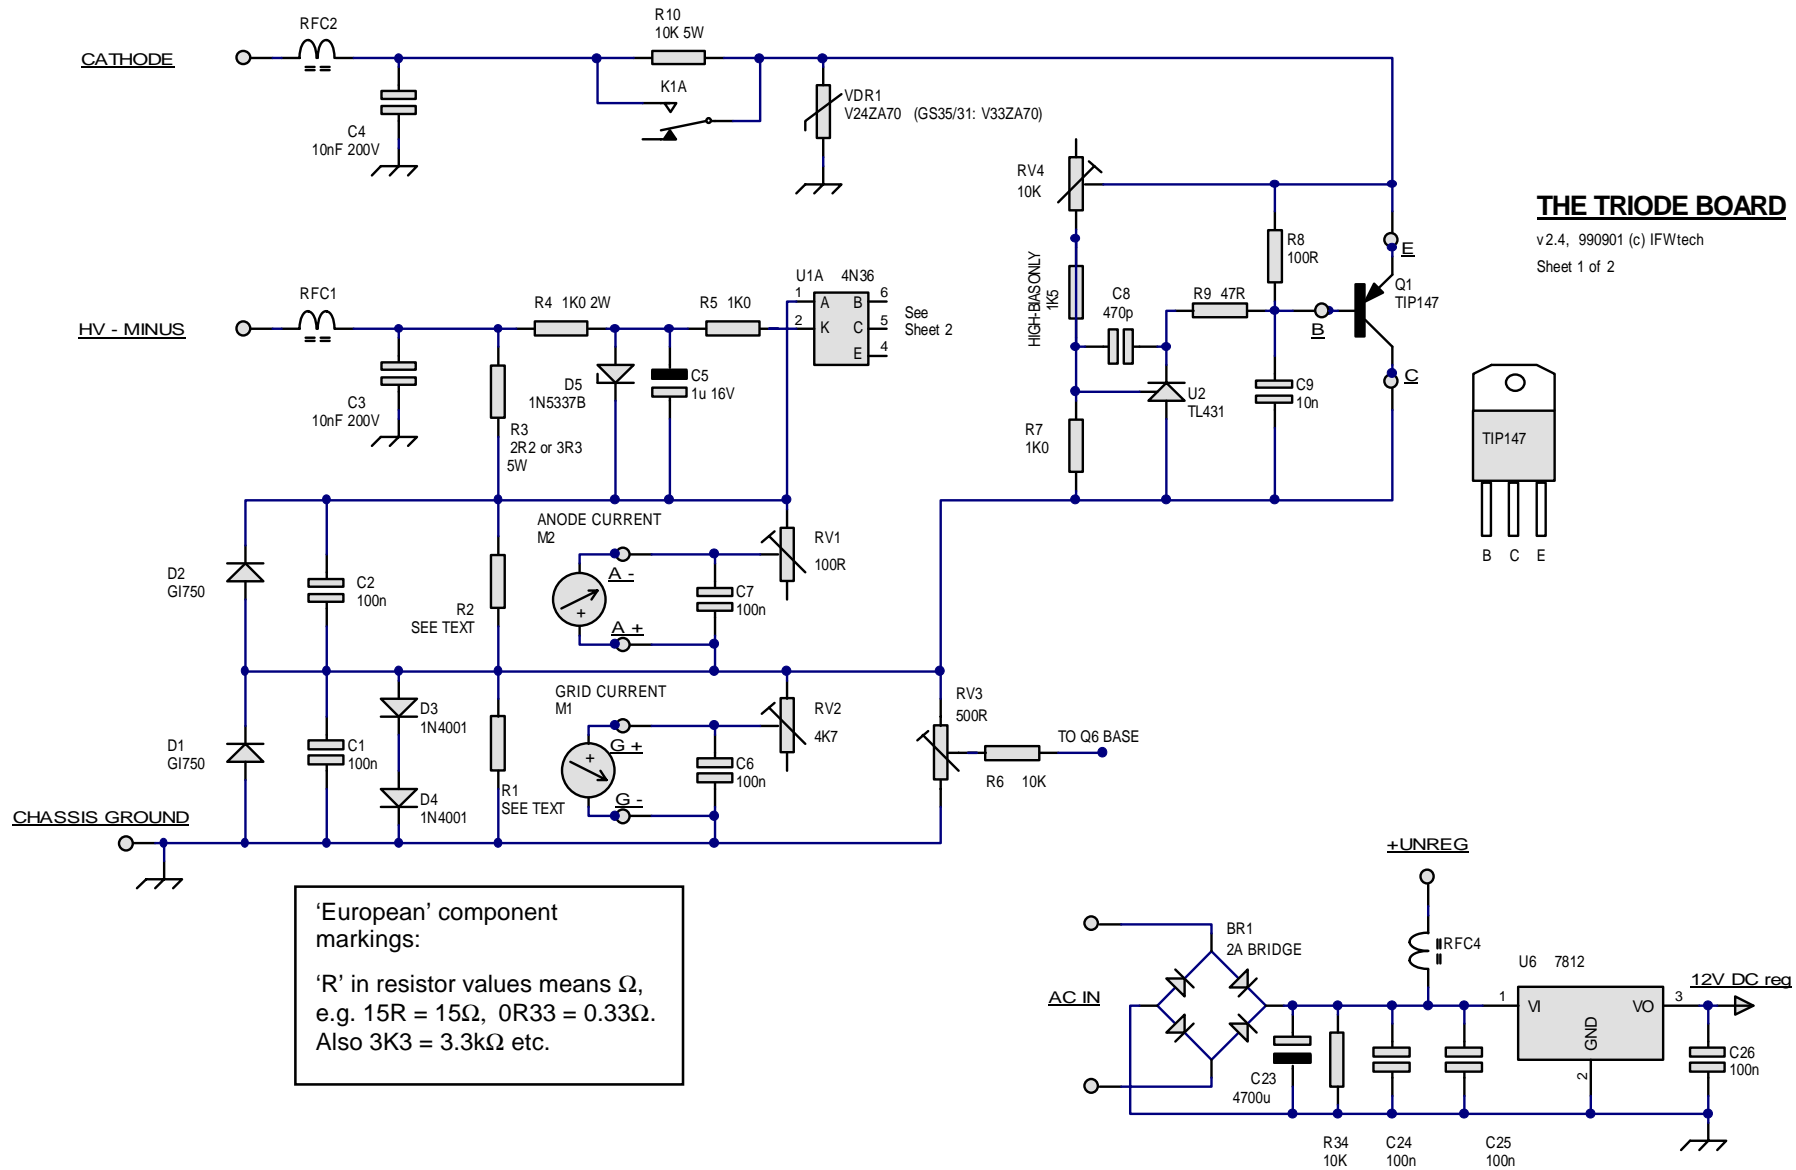 RFC2
R10
10K 5W
CATHODE
K1A
C4
10nF 200V
VDR1
V24ZA70 (GS35/31: V33ZA70)
RV4
10K
THE TRIODE BOARD
v2.4, 990901 (c) IFWtech
Sheet 1 of 2
R8
100R
E
Q1
TIP147
HIGH-BIAS ONLY
1K5
C8
470p
R9 47R
B
C
U2
TL431
C9
10n
R7
1K0
TIP147
B C E
RFC1
HV - MINUS
R4 1K0 2W
R5 1K0
U1A 4N36
1
2
A
K
B
C
E
6
5
4
See
Sheet 2
C3
10nF 200V
D5
1N5337B
C5
1u 16V
R3
2R2 or 3R3
5W
ANODE CURRENT
M2
A -
+
A +
RV1
100R
D2
GI750
C2
100n
R2
SEE TEXT
C7
100n
GRID CURRENT
M1
G +
+
G -
RV2
4K7
RV3
500R
D3
1N4001
D1
GI750
C1
100n
D4
1N4001
R1
SEE TEXT
C6
100n
R6 10K
TO Q6 BASE
CHASSIS GROUND
‘European’ component
markings:
‘R’ in resistor values means Ω,
e.g. 15R = 15Ω, 0R33 = 0.33Ω.
Also 3K3 = 3.3kΩ etc.
+UNREG
BR1
2A BRIDGE
RFC4
U6 7812
AC IN
1
VI
VO
3
GND
2
12V DC reg
C23
4700u
C26
100n
R34
10K
C24
100n
C25
100n